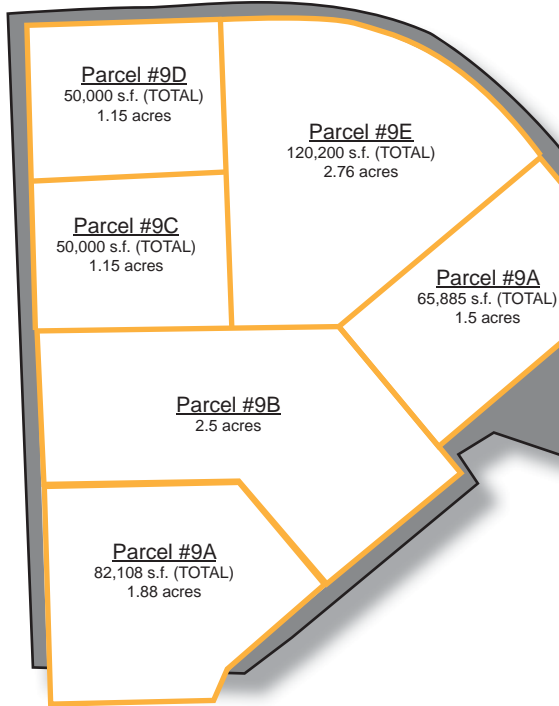 Parcel #9D
50,000 s.f. (TOTAL)
1.15 acres
Parcel #9E
120,200 s.f. (TOTAL)
2.76 acres
Parcel #9C
50,000 s.f. (TOTAL)
1.15 acres
Parcel #9A
65,885 s.f. (TOTAL)
1.5 acres
Parcel #9B
2.5 acres
Parcel #9A
82,108 s.f. (TOTAL)
1.88 acres